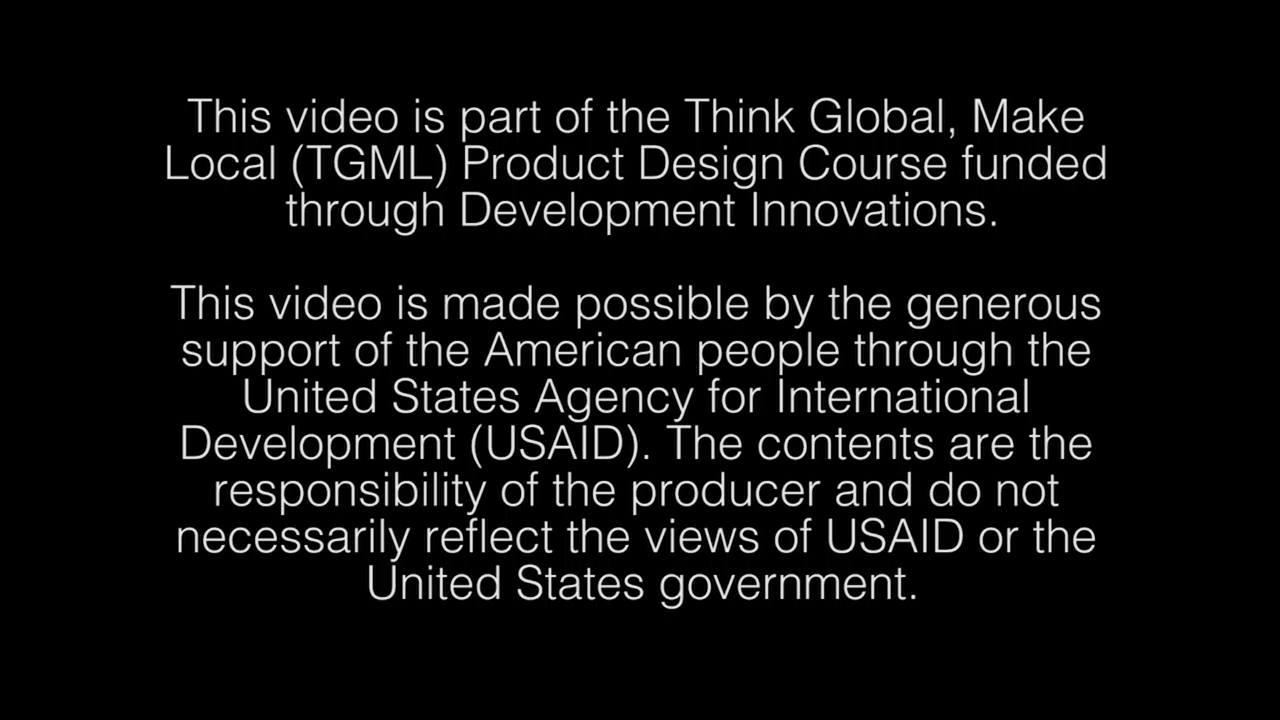 This video is part of the Think Global, Make
Local (TGML) Product Design Course funded
through Development Innovations.
This video is made possible by the generous
support of the American people through the
United States Agency for International
Development (USAID). The contents are the
responsibility of the producer and do not
necessarily reflect the views of USAID or the
United States government.